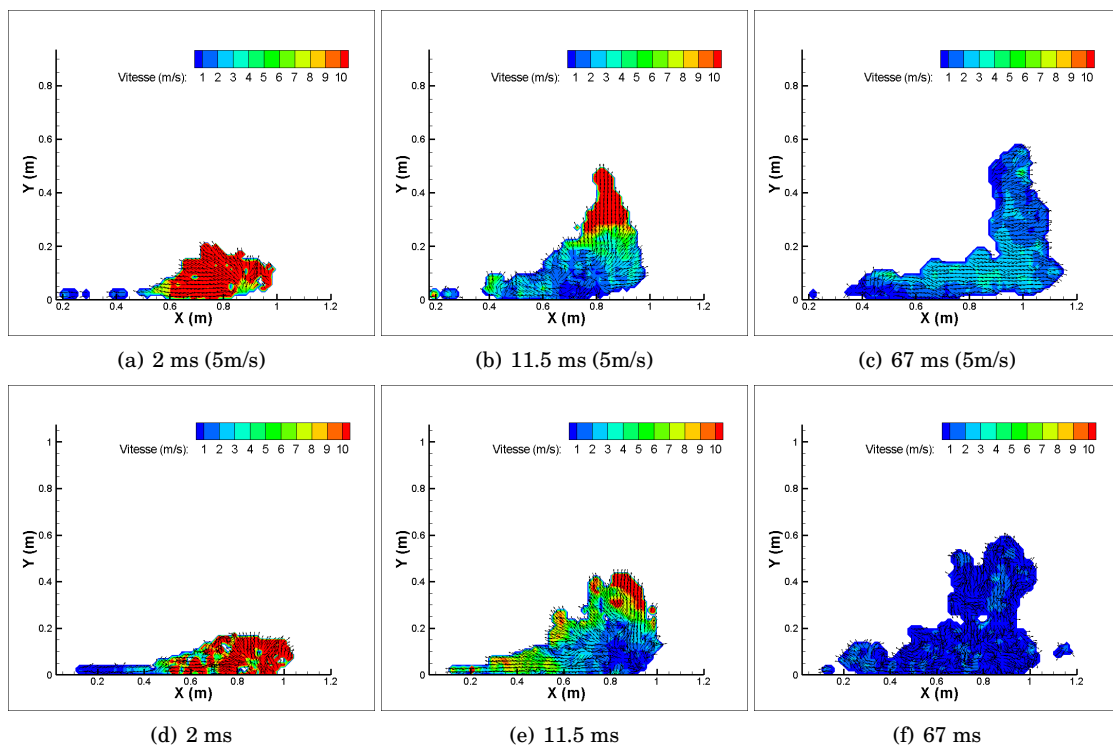 Vitesse (m/s): 1 2 3 4 5 6 7 8 9 10
Y (m)
0.8
0.6
0.4
0.2
0
0.2 0.4 0.6 0.8 1 1.2
X (m)
Vitesse (m/s): 1 2 3 4 5 6 7 8 9 10
Y (m)
0.8
0.6
0.4
0.2
0
0.2 0.4 0.6 0.8 1 1.2
X (m)
Vitesse (m/s): 1 2 3 4 5 6 7 8 9 10
Y (m)
0.8
0.6
0.4
0.2
0
0.2 0.4 0.6 0.8 1 1.2
X (m)
(a) 2 ms (5m/s)
(b) 11.5 ms (5m/s)
(c) 67 ms (5m/s)
Vitesse (m/s): 1 2 3 4 5 6 7 8 9 10
Y (m)
1
0.8
0.6
0.4
0.2
0
0.2 0.4 0.6 0.8 1 1.2
X (m)
Vitesse (m/s): 1 2 3 4 5 6 7 8 9 10
Y (m)
1
0.8
0.6
0.4
0.2
0
0.2 0.4 0.6 0.8 1 1.2
X (m)
Vitesse (m/s): 1 2 3 4 5 6 7 8 9 10
Y (m)
1
0.8
0.6
0.4
0.2
0
0.2 0.4 0.6 0.8 1 1.2
X (m)
(d) 2 ms
(e) 11.5 ms
(f) 67 ms